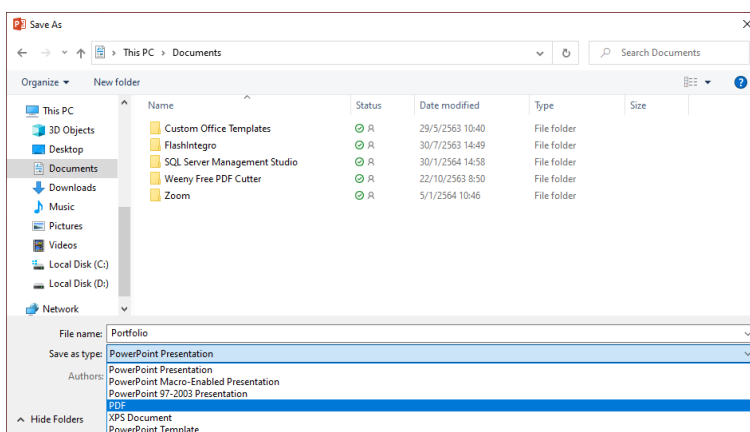 Save As
This PC > Documents
Search Documents
Organize
New folder
Name Status Date modified Type Size
This PC
3D Objects
Desktop
Documents
Downloads
Music
Pictures
Videos
Local Disk (C:)
Local Disk (D:)
Network
Custom Office Templates 29/5/2563 10:40 File folder
FlashIntegro 30/7/2563 14:49 File folder
SQL Server Management Studio 30/1/2564 14:58 File folder
Weeny Free PDF Cutter 22/10/2563 8:50 File folder
Zoom 5/1/2564 10:46 File folder
File name: Portfolio
Save as type: PowerPoint Presentation
Authors:
PowerPoint Presentation
PowerPoint Macro-Enabled Presentation
PowerPoint 97-2003 Presentation
PDF
XPS Document
PowerPoint Template
Hide Folders